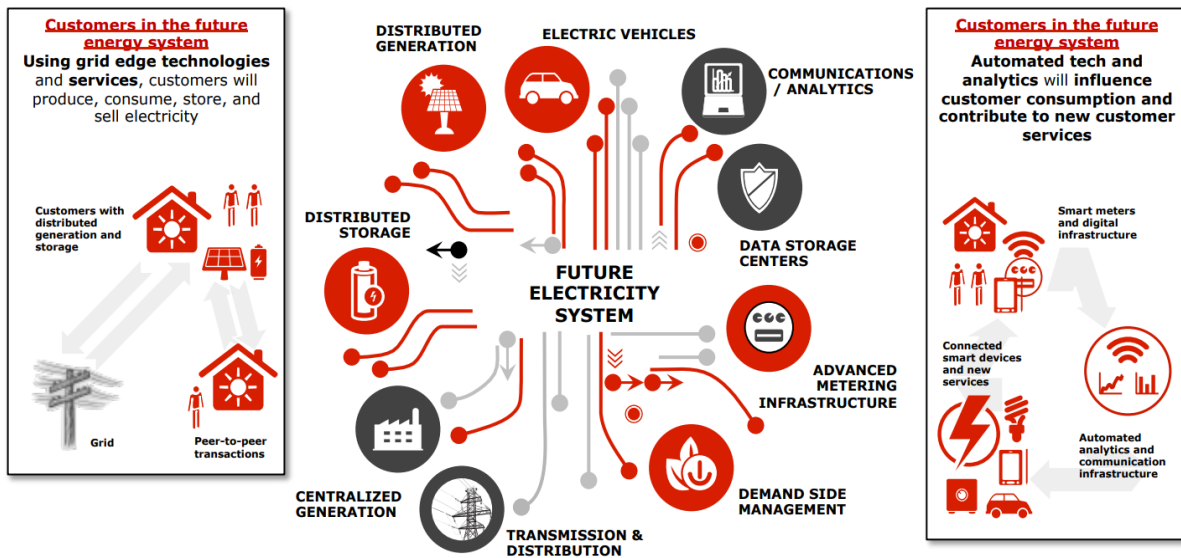 Customers in the future
energy system
Using grid edge technologies
and services, customers will
produce, consume, store, and
sell electricity
Customers with
distributed
generation and
storage
Grid
Peer-to-peer
transactions
DISTRIBUTED
GENERATION
ELECTRIC VEHICLES
COMMUNICATIONS
/ ANALYTICS
DISTRIBUTED
STORAGE
DATA STORAGE
CENTERS
FUTURE
ELECTRICITY
SYSTEM
ADVANCED
METERING
INFRASTRUCTURE
CENTRALIZED
GENERATION
TRANSMISSION &
DISTRIBUTION
DEMAND SIDE
MANAGEMENT
Customers in the future
energy system
Automated tech and
analytics will influence
customer consumption and
contribute to new customer
services
Smart meters
and digital
infrastructure
Connected
smart devices
and new
services
Automated
analytics and
communication
infrastructure